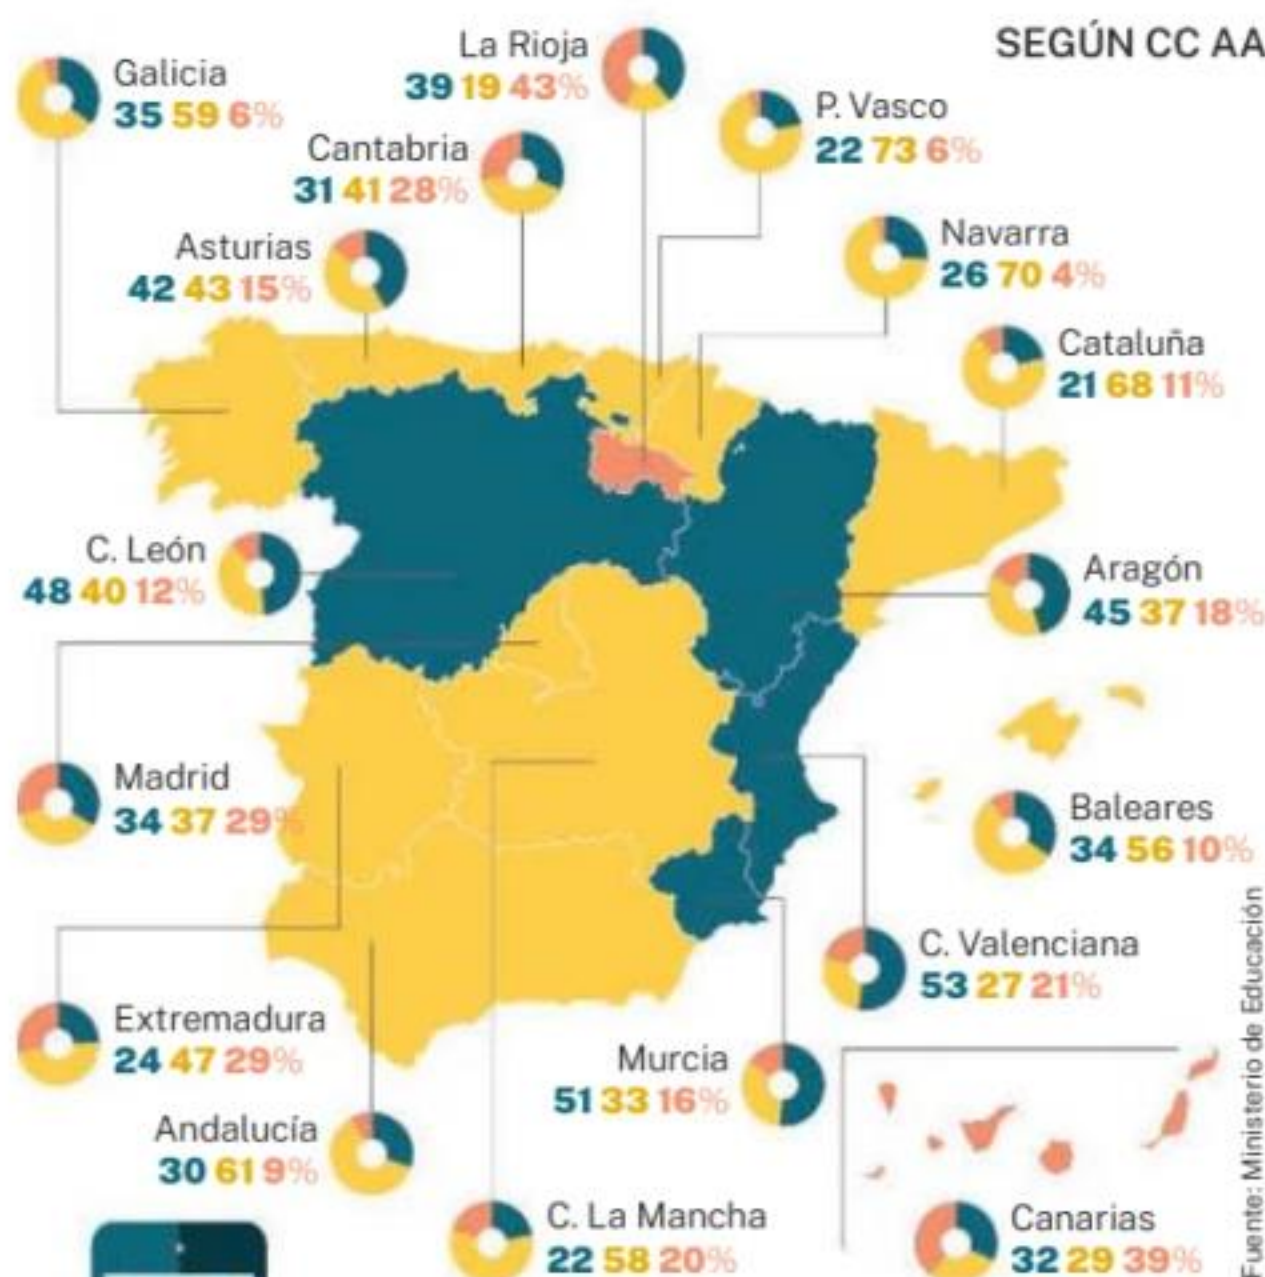 SEGÚN CC AA
Galicia
35 59 6%
La Rioja
39 19 43%
P. Vasco
22 73 6%
Cantabria
31 41 28%
Navarra
26 70 4%
Asturias
42 43 15%
Cataluña
21 68 11%
C. León
48 40 12%
Aragón
45 37 18%
Madrid
34 37 29%
Baleares
34 56 10%
C. Valenciana
53 27 21%
Extremadura
24 47 29%
Murcia
51 33 16%
Andalucía
30 61 9%
C. La Mancha
22 58 20%
Canarias
32 29 39%
Fuente: Ministerio de Educación